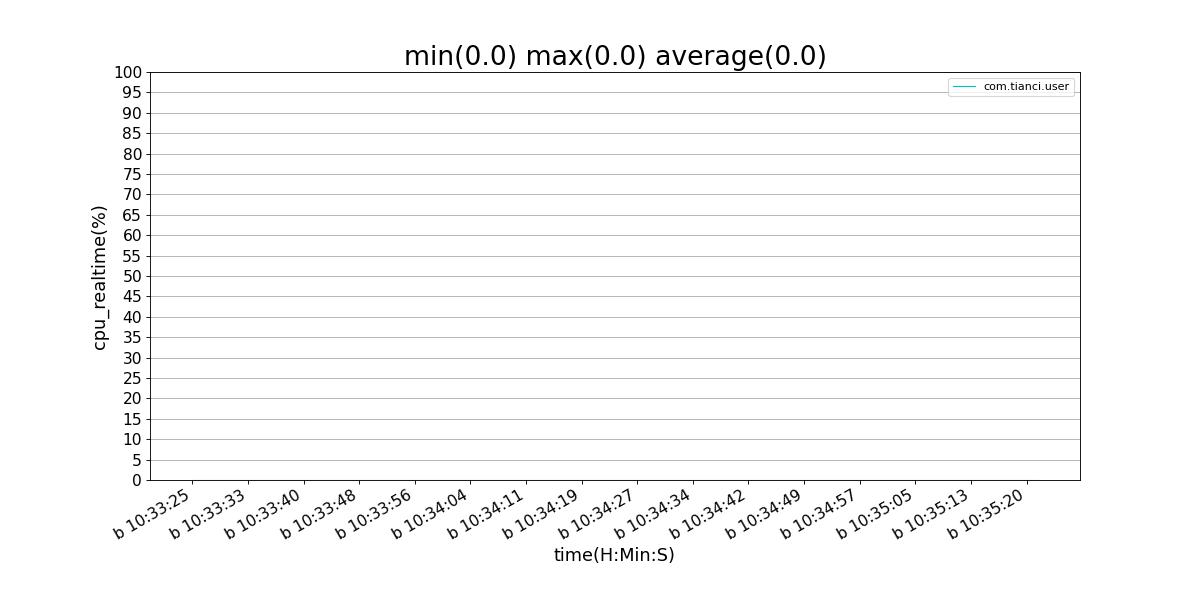 min(0.0) max(0.0) average(0.0)
com.tianci.user
cpu_realtime(%)
100
95
90
85
80
75
70
65
60
55
50
45
40
35
30
25
20
15
10
5
0
b 10:33:25
b 10:33:33
b 10:33:40
b 10:33:48
b 10:33:56
b 10:34:04
b 10:34:11
b 10:34:19
b 10:34:27
b 10:34:34
b 10:34:42
b 10:34:49
b 10:34:57
b 10:35:05
b 10:35:13
b 10:35:20
time(H:Min:S)